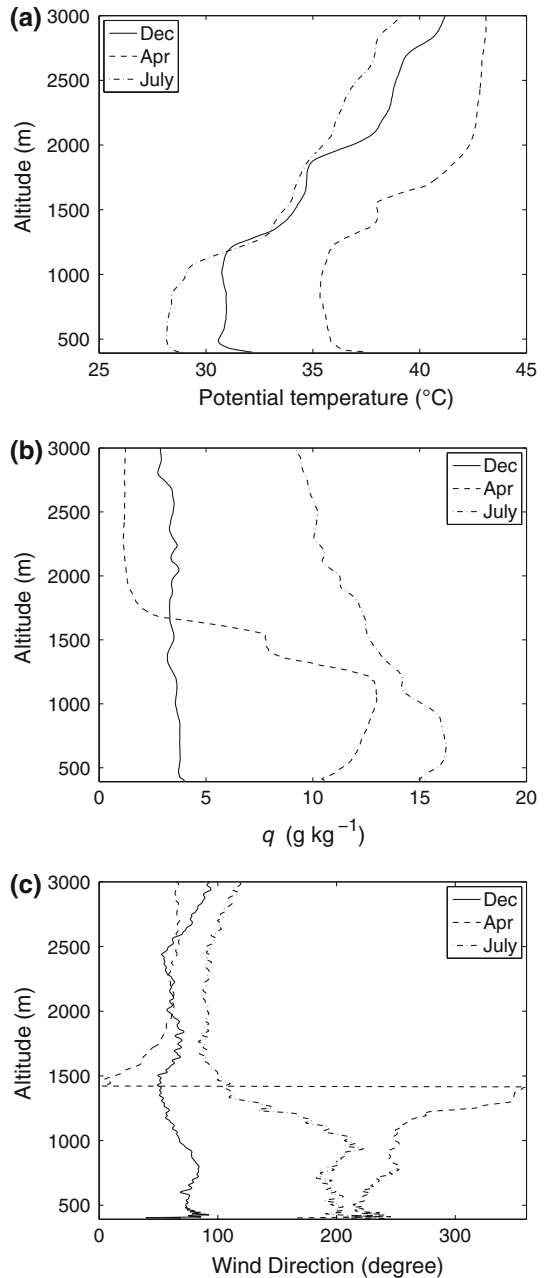 (a)
Dec
Apr
July
3000
2500
2000
1500
1000
500
Altitude (m)
25 30 35 40 45
Potential temperature (°C)
(b)
Dec
Apr
July
3000
2500
2000
1500
1000
500
Altitude (m)
0 5 10 15 20
q (g kg⁻¹)
(c)
Dec
Apr
July
3000
2500
2000
1500
1000
500
Altitude (m)
0 100 200 300
Wind Direction (degree)